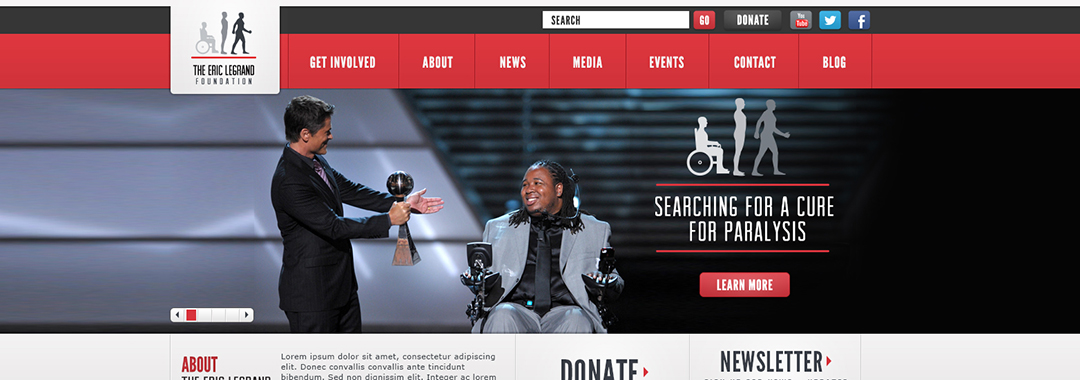 SEARCH
GO
DONATE
You
Tube
THE ERIC LEGRAND
FOUNDATION
GET INVOLVED
ABOUT
NEWS
MEDIA
EVENTS
CONTACT
BLOG
SEARCHING FOR A CURE
FOR PARALYSIS
LEARN MORE
ABOUT
THE ERIC LEGRAND
Lorem ipsum dolor sit amet, consectetur adipiscing
elit. Donec convallis convallis ante tincidunt
bibendum. Sed non dignissim elit. Integer ac lorem
DONATE
NEWSLETTER